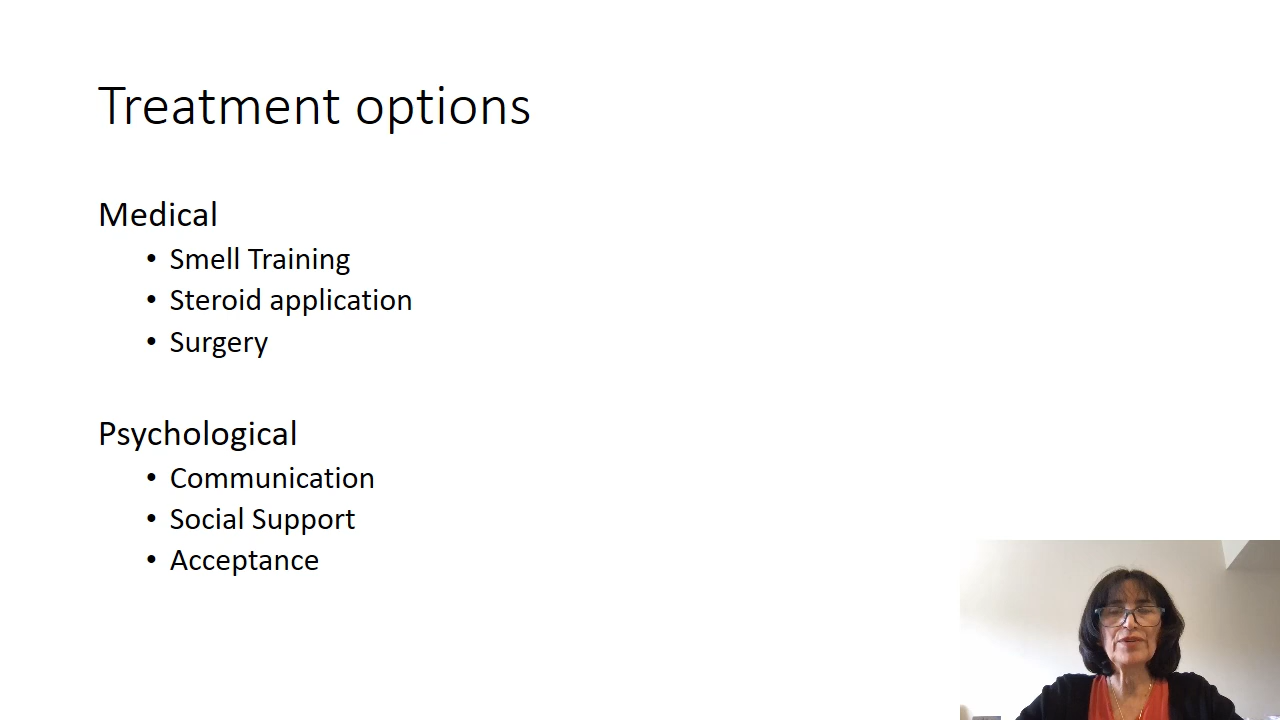 Treatment options
Medical
• Smell Training
• Steroid application
• Surgery
Psychological
• Communication
• Social Support
• Acceptance